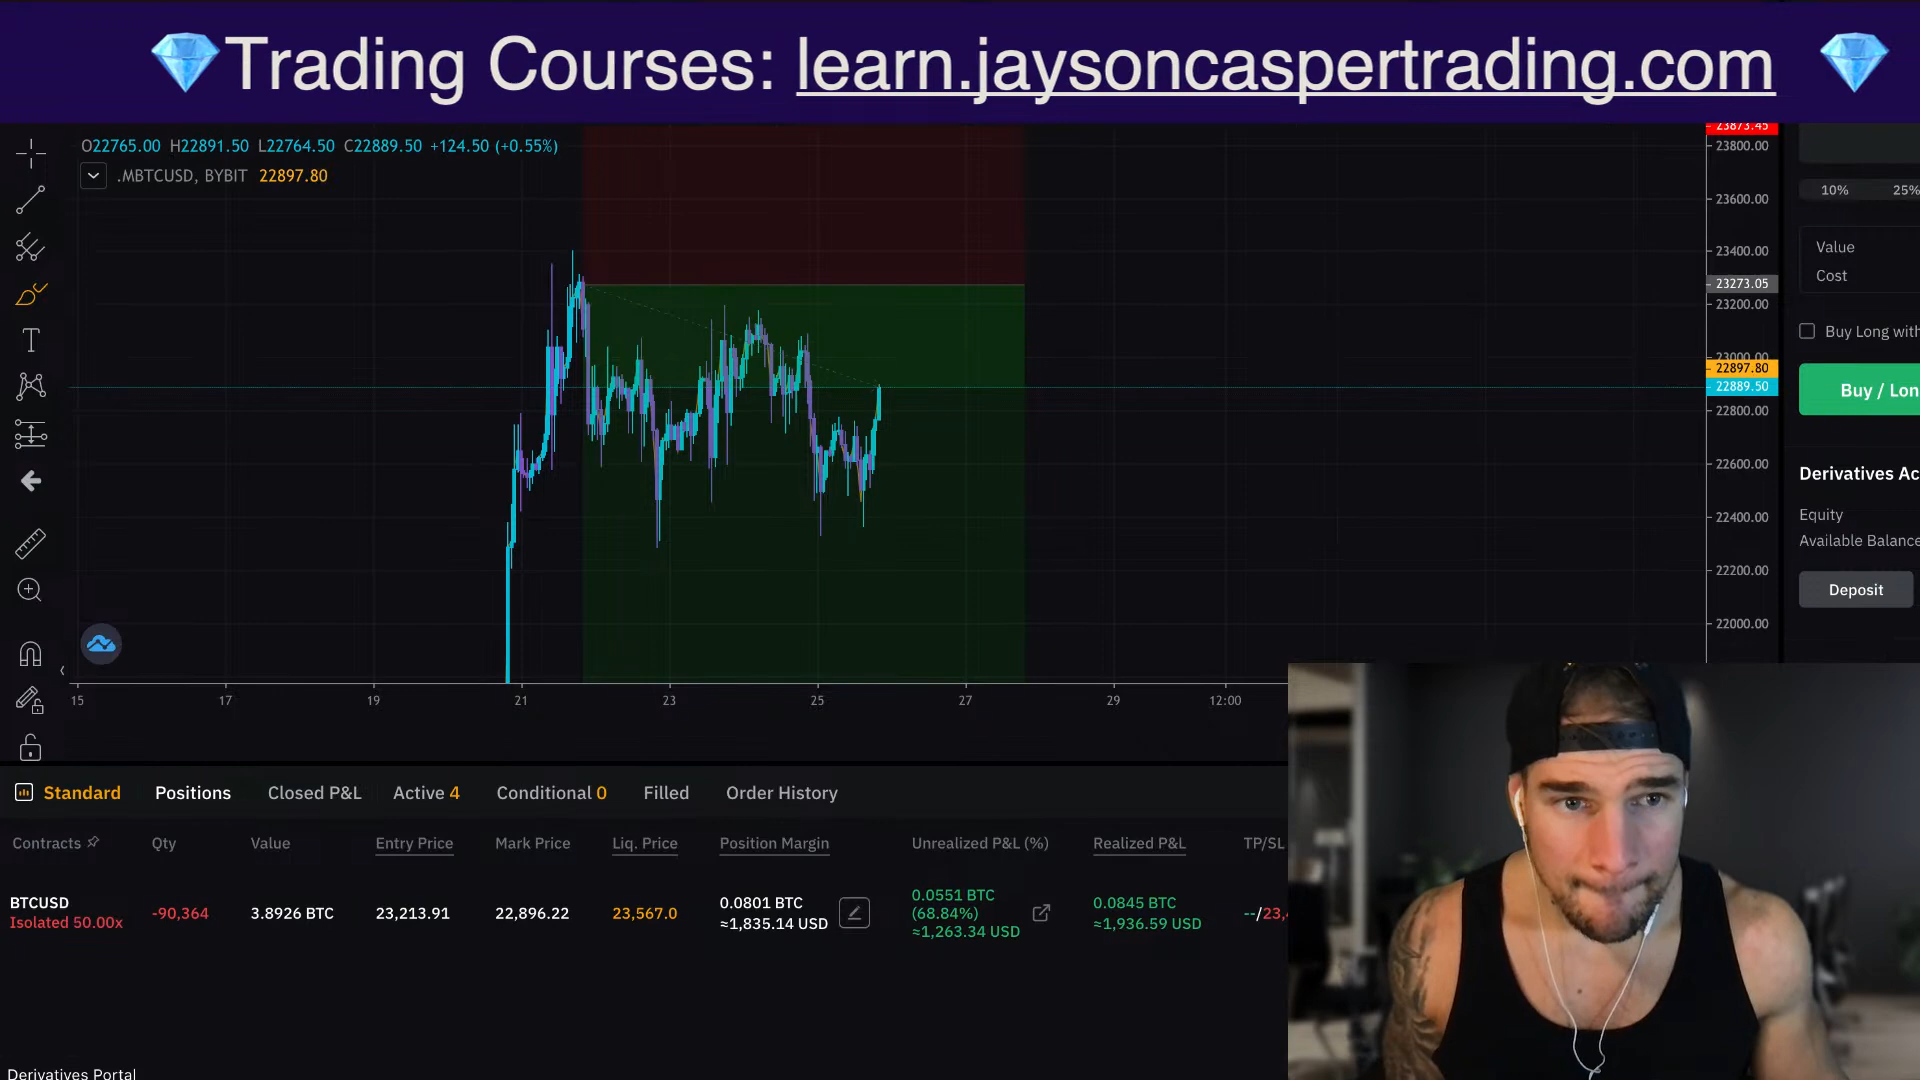 💎Trading Courses: learn.jaysoncaspertrading.com 💎
O22765.00 H22891.50 L22764.50 C22889.50 +124.50 (+0.55%)
.MBTCUSD, BYBIT 22897.80
23873.45
23800.00
23600.00
23400.00
23273.05
23200.00
23000.00
22897.80
22889.50
22800.00
22600.00
22400.00
22200.00
22000.00
10% 25%
Value
Cost
Buy Long with
Buy / Lon
Derivatives Ac
Equity
Available Balance
Deposit
15 17 19 21 23 25 27 29 12:00
Standard Positions Closed P&L Active 4 Conditional 0 Filled Order History
Contracts Qty Value Entry Price Mark Price Liq. Price Position Margin Unrealized P&L (%) Realized P&L TP/SL
BTCUSD
Isolated 50.00x
-90,364 3.8926 BTC 23,213.91 22,896.22 23,567.0
0.0801 BTC
≈1,835.14 USD
0.0551 BTC
(68.84%)
≈1,263.34 USD
0.0845 BTC
≈1,936.59 USD
--/23,
Derivatives Portal